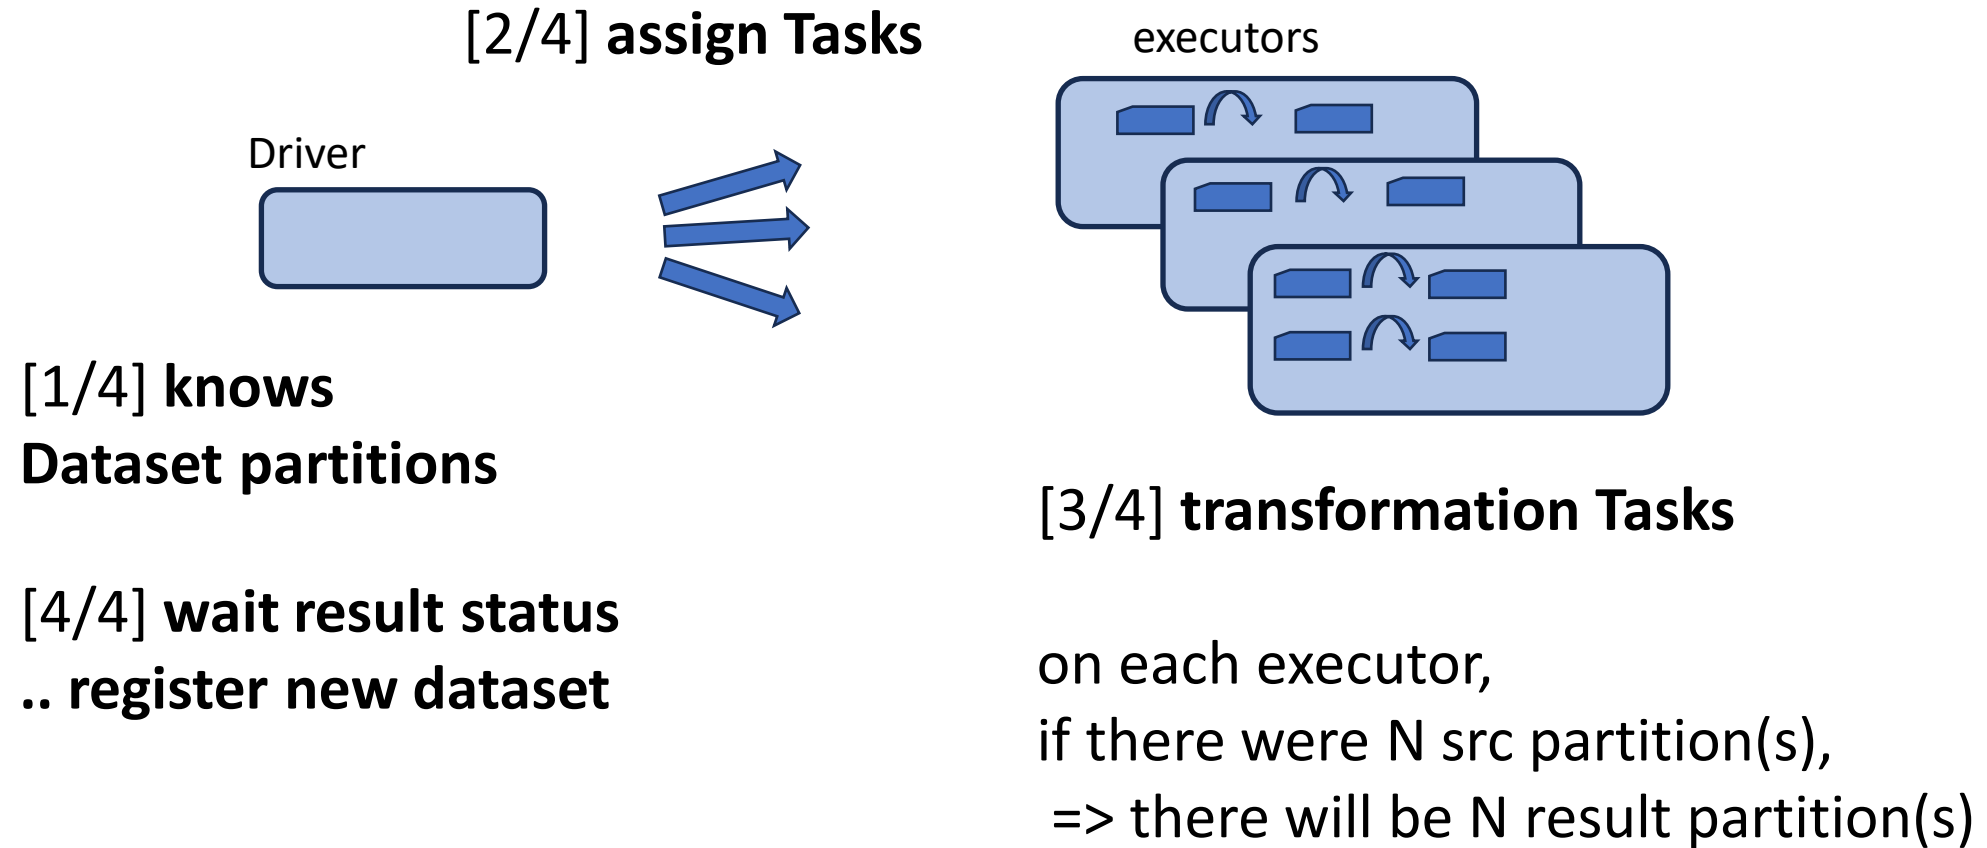 [2/4] assign Tasks
executors
Driver
[1/4] knows
Dataset partitions
[4/4] wait result status
.. register new dataset
[3/4] transformation Tasks
on each executor,
if there were N src partition(s),
=> there will be N result partition(s)